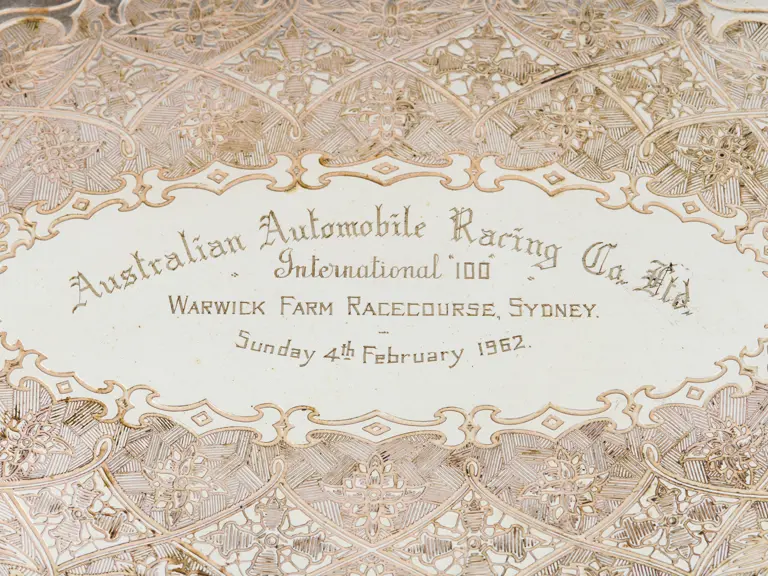 Australian Automobile Racing Co. Ltd.
"International "100"
WARWICK FARM RACECOURSE, SYDNEY.
Sunday 4th February 1962.